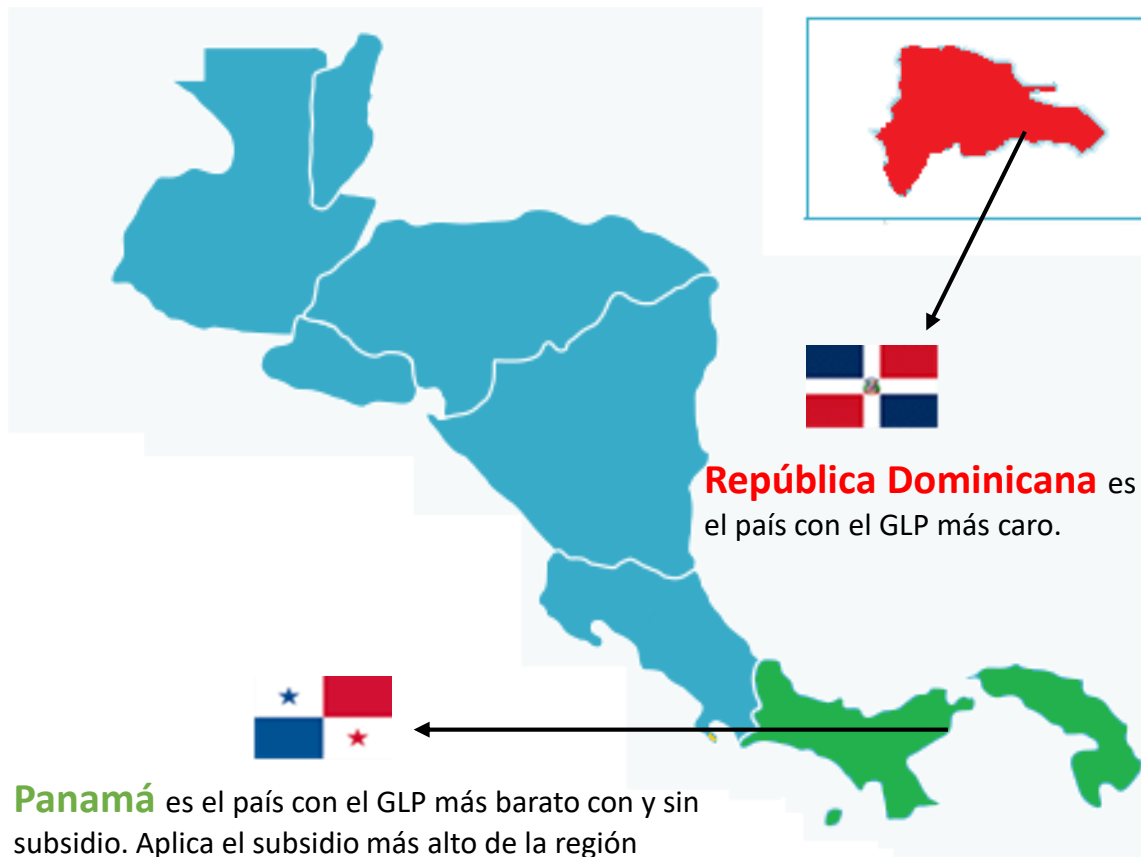 República Dominicana es
el país con el GLP más caro.
Panamá es el país con el GLP más barato con y sin
subsidio. Aplica el subsidio más alto de la región